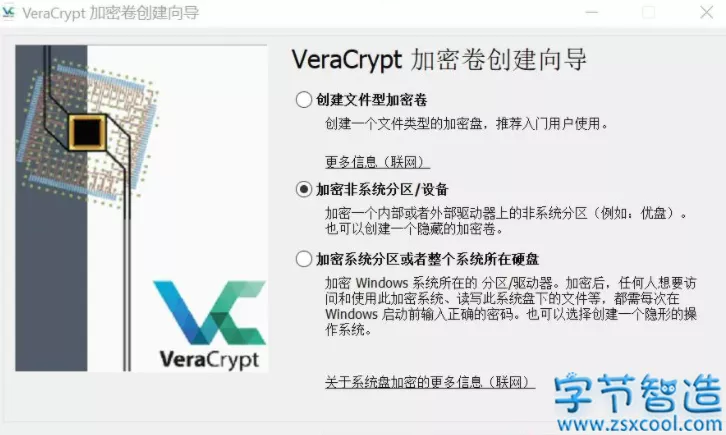 VeraCrypt 加密卷创建向导
VeraCrypt 加密卷创建向导
创建文件型加密卷
创建一个文件类型的加密盘，推荐入门用户使用。
更多信息（联网）
加密非系统分区/设备
加密一个内部或者外部驱动器上的非系统分区（例如：优盘）。
也可以创建一个隐藏的加密卷。
加密系统分区或者整个系统所在硬盘
加密 Windows 系统所在的 分区/驱动器。加密后，任何人想要访
问和使用此加密系统、读写此系统盘下的文件等，都需每次在
Windows 启动前输入正确的密码。也可以选择创建一个隐形的操
作系统。
关于系统盘加密的更多信息（联网）
VeraCrypt
字节智造
www.zsxcool.com